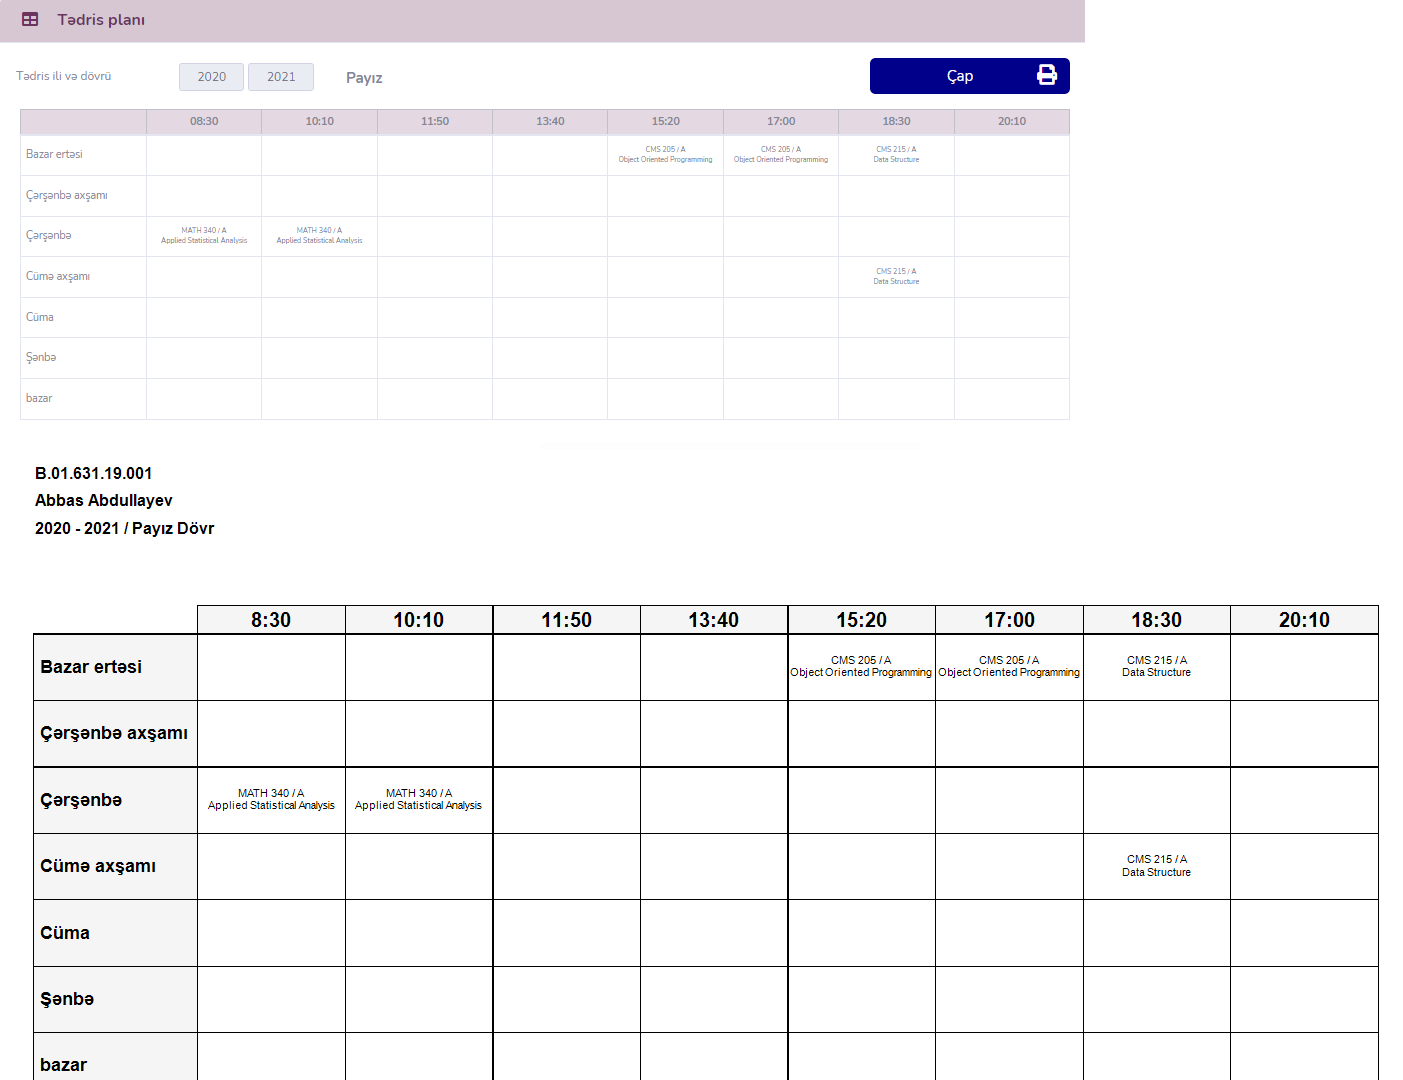 Tədris planı
Tədris ili və dövrü 2020 2021 Payız Çap
08:30 10:10 11:50 13:40 15:20 17:00 18:30 20:10
Bazar ertəsi
CMS 205 / A CMS 205 / A CMS 215 / A
Object Oriented Programming Object Oriented Programming Data Structure
Çərşənbə axşamı
Çərşənbə
MATH 340 / A MATH 340 / A
Applied Statistical Analysis Applied Statistical Analysis
Cümə axşamı
CMS 215 / A
Data Structure
Cüma
Şənbə
bazar
B.01.631.19.001
Abbas Abdullayev
2020 - 2021 / Payız Dövr
8:30 10:10 11:50 13:40 15:20 17:00 18:30 20:10
Bazar ertəsi
CMS 205 / A CMS 205 / A CMS 215 / A
Object Oriented Programming Object Oriented Programming Data Structure
Çərşənbə axşamı
Çərşənbə
MATH 340 / A MATH 340 / A
Applied Statistical Analysis Applied Statistical Analysis
Cümə axşamı
CMS 215 / A
Data Structure
Cüma
Şənbə
bazar